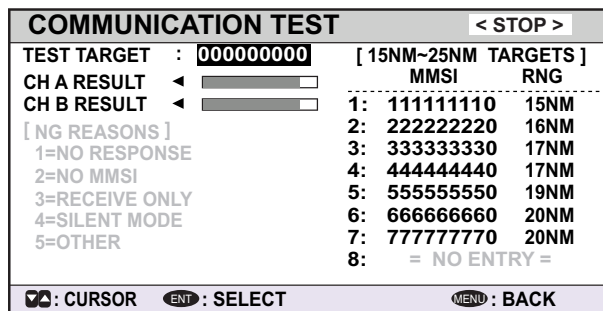 COMMUNICATION TEST < STOP >
TEST TARGET : 000000000
CH A RESULT ◄
CH B RESULT ◄
[ NG REASONS ]
1=NO RESPONSE
2=NO MMSI
3=RECEIVE ONLY
4=SILENT MODE
5=OTHER
[ 15NM~25NM TARGETS ]
MMSI RNG
1: 111111110 15NM
2: 222222220 16NM
3: 333333330 17NM
4: 444444440 17NM
5: 555555550 19NM
6: 666666660 20NM
7: 777777770 20NM
8: = NO ENTRY =
▼▲: CURSOR ENT : SELECT MENU : BACK